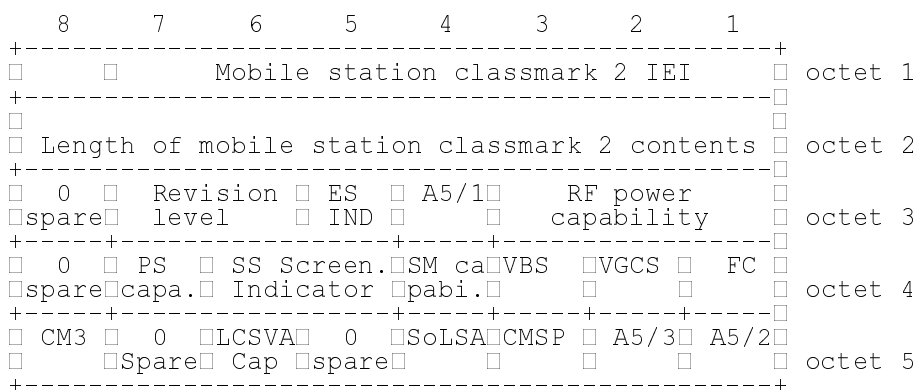 8 7 6 5 4 3 2 1
Mobile station classmark 2 IEI octet 1
Length of mobile station classmark 2 contents octet 2
0 Revision ES A5/1 RF power
spare level IND capability octet 3
0 PS SS Screen. SM ca VBS VGCS FC
spare capa. Indicator pabi. octet 4
CM3 0 LCSVA 0 SoLSA CMSP A5/3 A5/2
Spare Cap spare octet 5